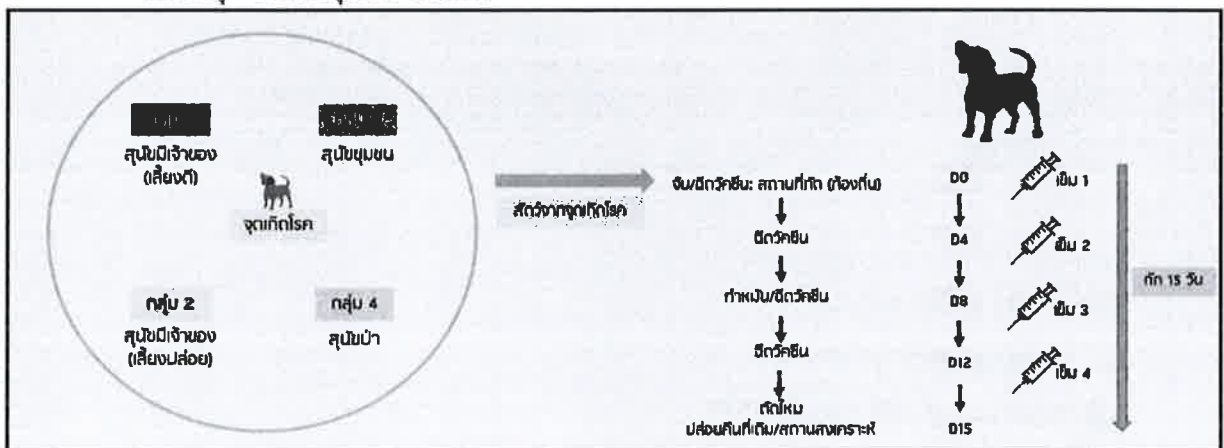 สุนัขมีเจ้าของ
(เลี้ยงดี)
สุนัขชุมชน
จุดเกิดโรค
กลุ่ม 2
สุนัขมีเจ้าของ
(เลี้ยงปล่อย)
กลุ่ม 4
สุนัขป่า
สัตว์จากจุดเกิดโรค
จับ/ฉีดวัคซีน: สถานที่กัก (ท้องถิ่น)
ฉีดวัคซีน
ทำหมัน/ฉีดวัคซีน
ฉีดวัคซีน
ตัดไหม
ปล่อยคืนที่เดิม/สถานสงเคราะห์
D0
D4
D8
D12
D15
เข็ม 1
เข็ม 2
เข็ม 3
เข็ม 4
กัก 15 วัน